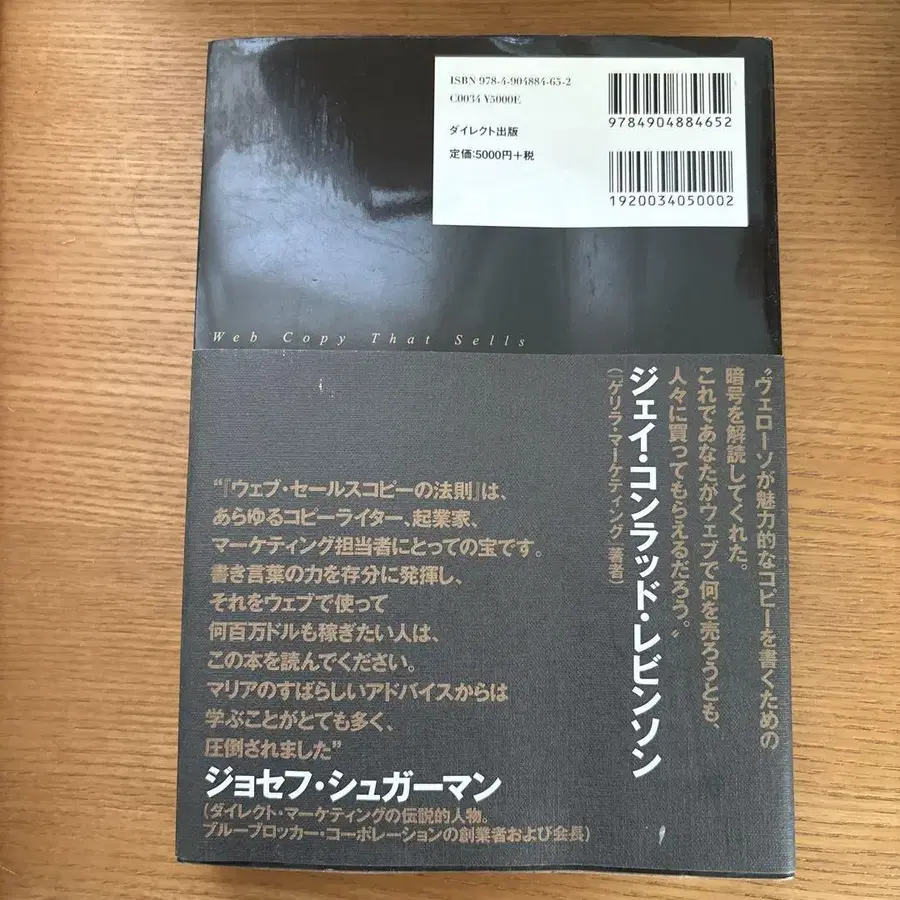 ISBN 978-4-904884-65-2
C0034 ¥5000E
ダイレクト出版
定価:5000円+税
9784904884652
1920034050002
Web Copy That Sells
“ヴェローソが魅力的なコピーを書くための
暗号を解読してくれた。
これであなたがウェブで何を売ろうとも、
人々に買ってもらえるだろう。”
ジェイ・コンラッド・レビンソン
(「ゲリラ・マーケティング」著者)
“『ウェブ・セールスコピーの法則』は、
あらゆるコピーライター、起業家、
マーケティング担当者にとっての宝です。
書き言葉の力を存分に発揮し、
それをウェブで使って
何百万ドルも稼ぎたい人は、
この本を読んでください。
マリアのすばらしいアドバイスからは
学ぶことがとても多く、
圧倒されました”
ジョセフ・シュガーマン
(ダイレクト・マーケティングの伝説的人物。
ブルーブロッカー・コーポレーションの創業者および会長)